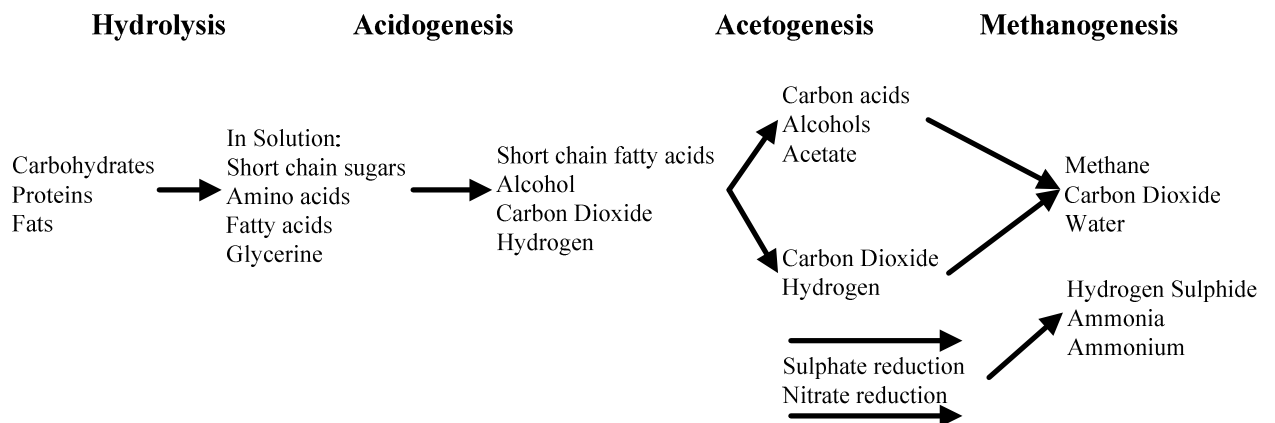 Hydrolysis
Acidogenesis
Acetogenesis
Methanogenesis
Carbohydrates
Proteins
Fats
In Solution:
Short chain sugars
Amino acids
Fatty acids
Glycerine
Short chain fatty acids
Alcohol
Carbon Dioxide
Hydrogen
Carbon acids
Alcohols
Acetate
Carbon Dioxide
Hydrogen
Sulphate reduction
Nitrate reduction
Methane
Carbon Dioxide
Water
Hydrogen Sulphide
Ammonia
Ammonium